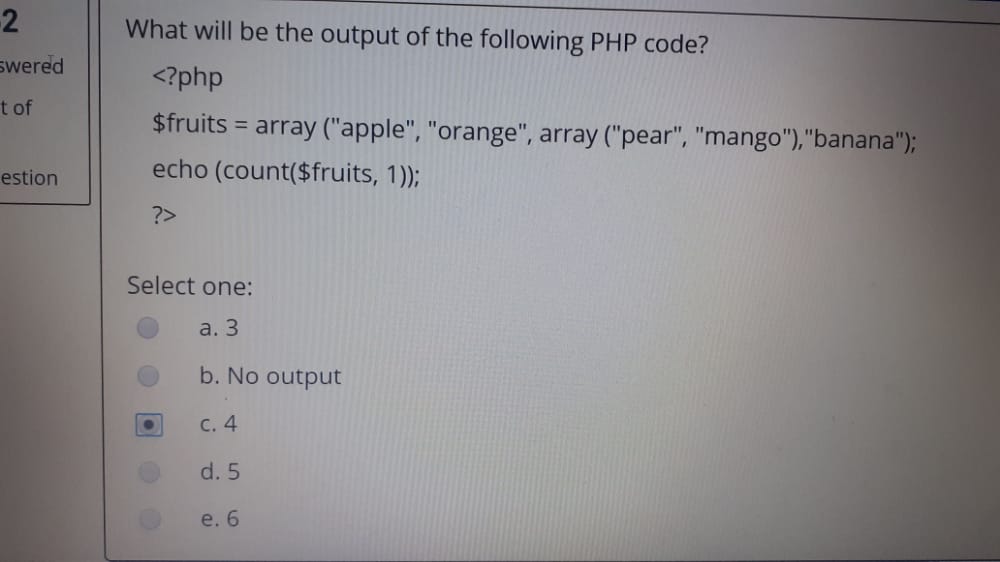 2
swered
t of
estion
What will be the output of the following PHP code?
<?php
$fruits = array ("apple", "orange", array ("pear", "mango"),"banana");
echo (count($fruits, 1));
?>
Select one:
a. 3
b. No output
c. 4
d. 5
e. 6